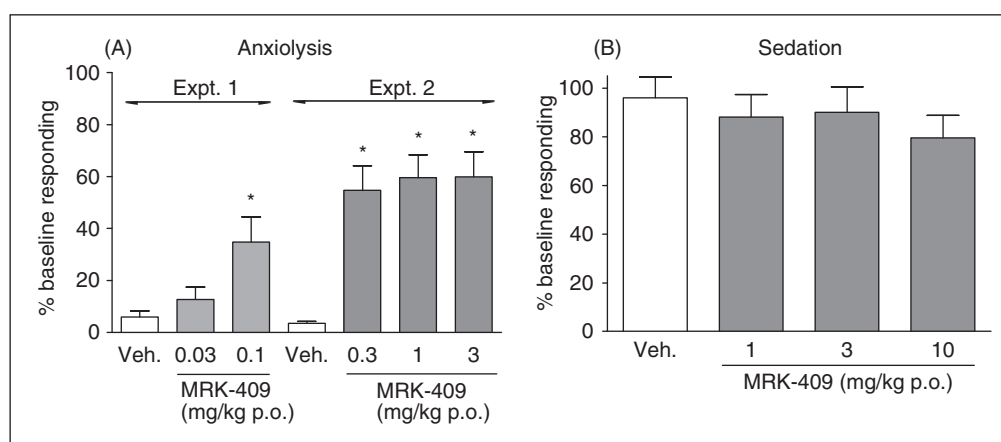 (A) Anxiolysis
% baseline responding
100
80
60
40
20
0
Expt. 1 Expt. 2
* * * *
Veh. 0.03 0.1 Veh. 0.3 1 3
MRK-409
(mg/kg p.o.)
MRK-409
(mg/kg p.o.)
(B) Sedation
% baseline responding
100
80
60
40
80
0
Veh. 1 3 10
MRK-409 (mg/kg p.o.)